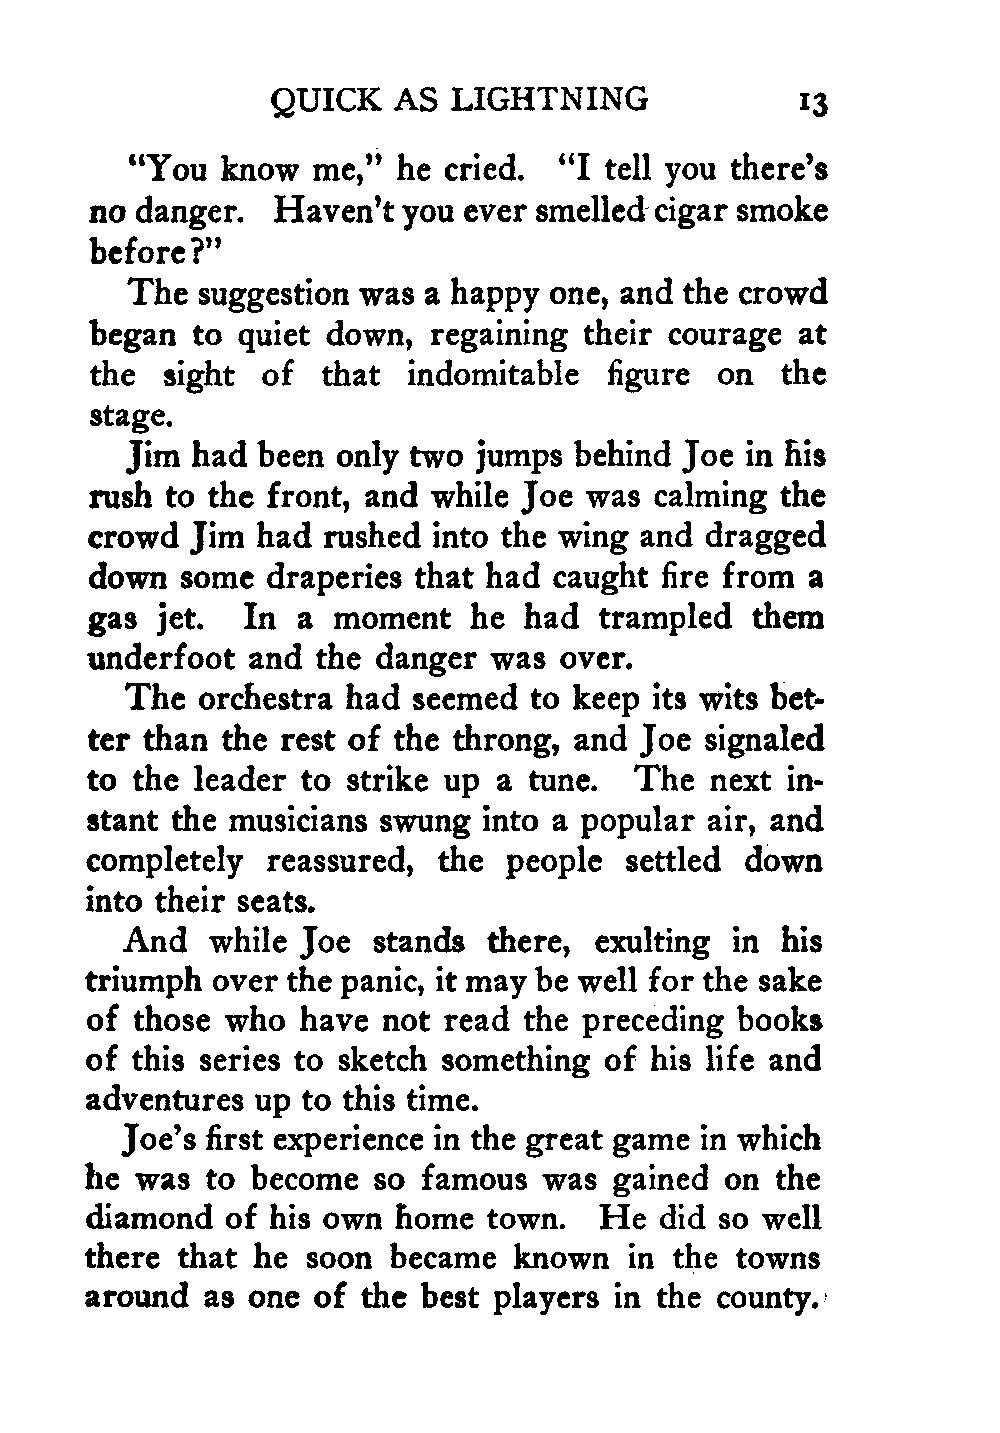 QUICK AS LIGHTNING 13
“You know me,” he cried. “I tell you there’s
no danger. Haven’t you ever smelled cigar smoke
before?”
The suggestion was a happy one, and the crowd
began to quiet down, regaining their courage at
the sight of that indomitable figure on the
stage.
Jim had been only two jumps behind Joe in his
rush to the front, and while Joe was calming the
crowd Jim had rushed into the wing and dragged
down some draperies that had caught fire from a
gas jet. In a moment he had trampled them
underfoot and the danger was over.
The orchestra had seemed to keep its wits bet-
ter than the rest of the throng, and Joe signaled
to the leader to strike up a tune. The next in-
stant the musicians swung into a popular air, and
completely reassured, the people settled down
into their seats.
And while Joe stands there, exulting in his
triumph over the panic, it may be well for the sake
of those who have not read the preceding books
of this series to sketch something of his life and
adventures up to this time.
Joe’s first experience in the great game in which
he was to become so famous was gained on the
diamond of his own home town. He did so well
there that he soon became known in the towns
around as one of the best players in the county.